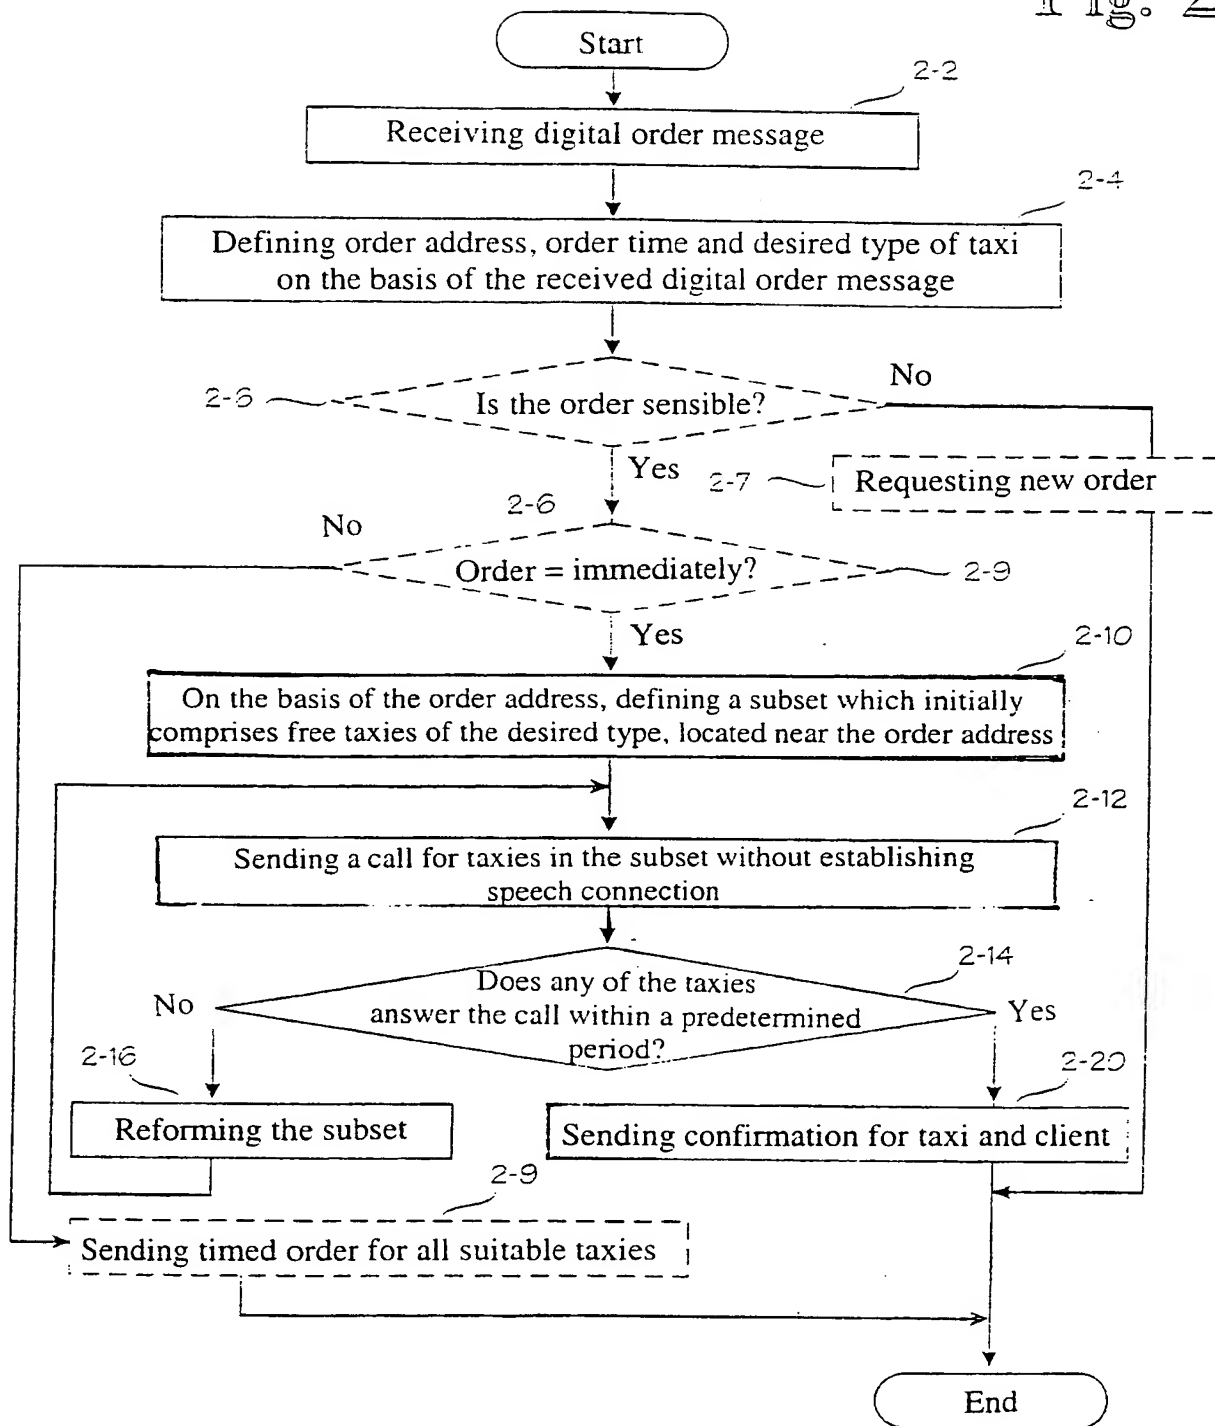 Fig. 2
Start
2-2
Receiving digital order message
2-4
Defining order address, order time and desired type of taxi
on the basis of the received digital order message
No
2-5
Is the order sensible?
Yes
2-7
Requesting new order
2-6
No
Order = immediately?
2-9
Yes
2-10
On the basis of the order address, defining a subset which initially
comprises free taxies of the desired type, located near the order address
2-12
Sending a call for taxies in the subset without establishing
speech connection
2-14
Does any of the taxies
answer the call within a predetermined
period?
No
Yes
2-16
2-20
Reforming the subset
Sending confirmation for taxi and client
2-9
Sending timed order for all suitable taxies
End